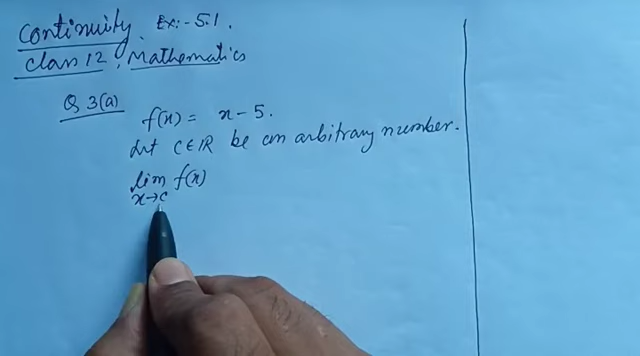 Continuity. Ex:- 5.1.
Class 12, Mathematics
Q 3(a)
f(x) = x - 5.
Let C∈R be an arbitrary number.
lim f(x)
x→c